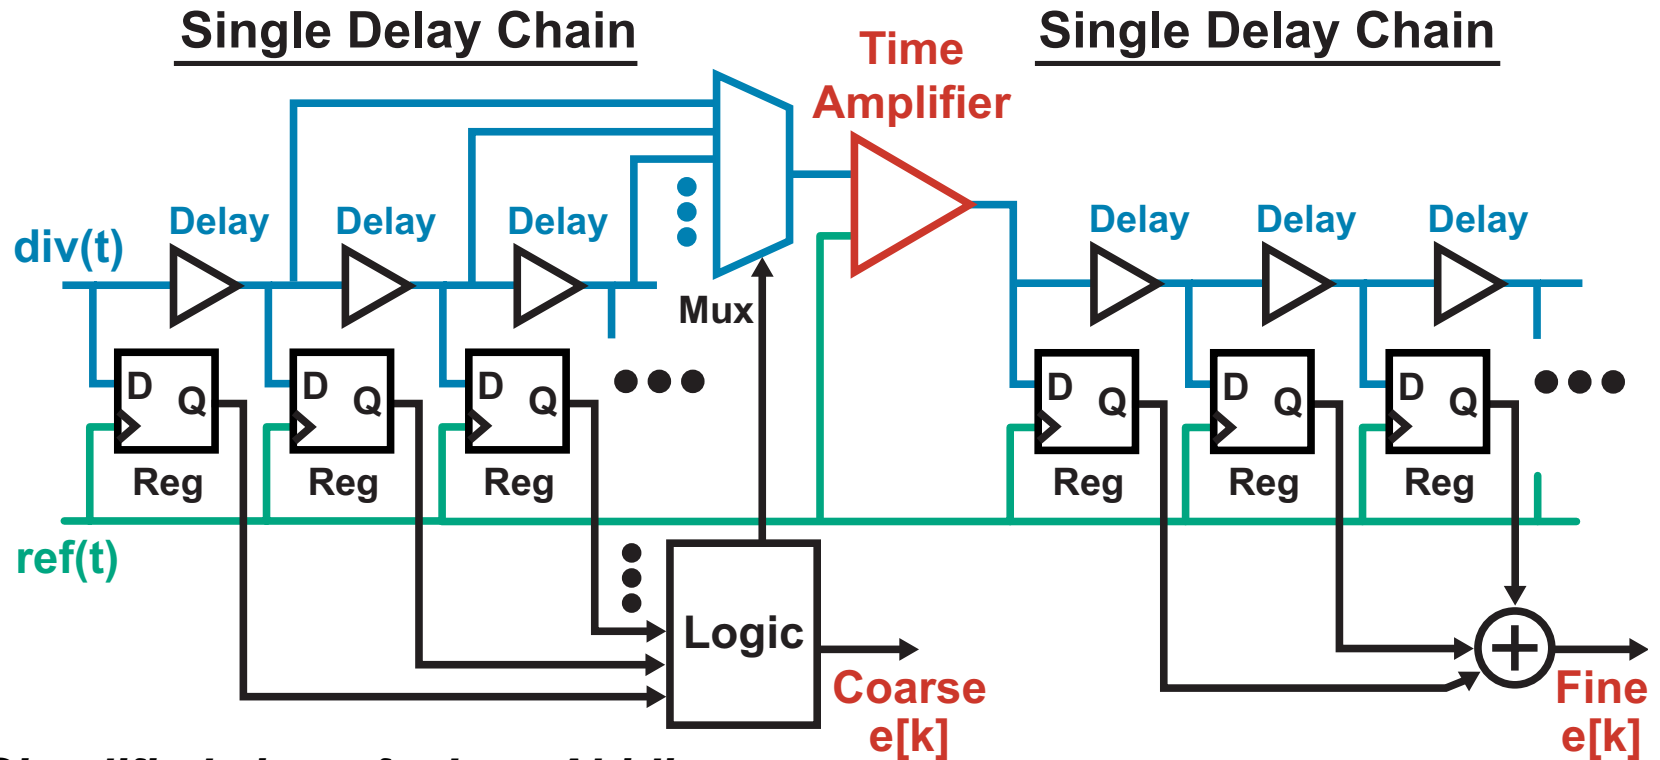 Single Delay Chain
Single Delay Chain
Time
Amplifier
Delay
Delay
Delay
Delay
Delay
Delay
div(t)
Mux
D
Q
D
Q
D
Q
D
Q
D
Q
D
Q
Reg
Reg
Reg
Reg
Reg
Reg
ref(t)
Logic
+
Coarse
e[k]
Fine
e[k]